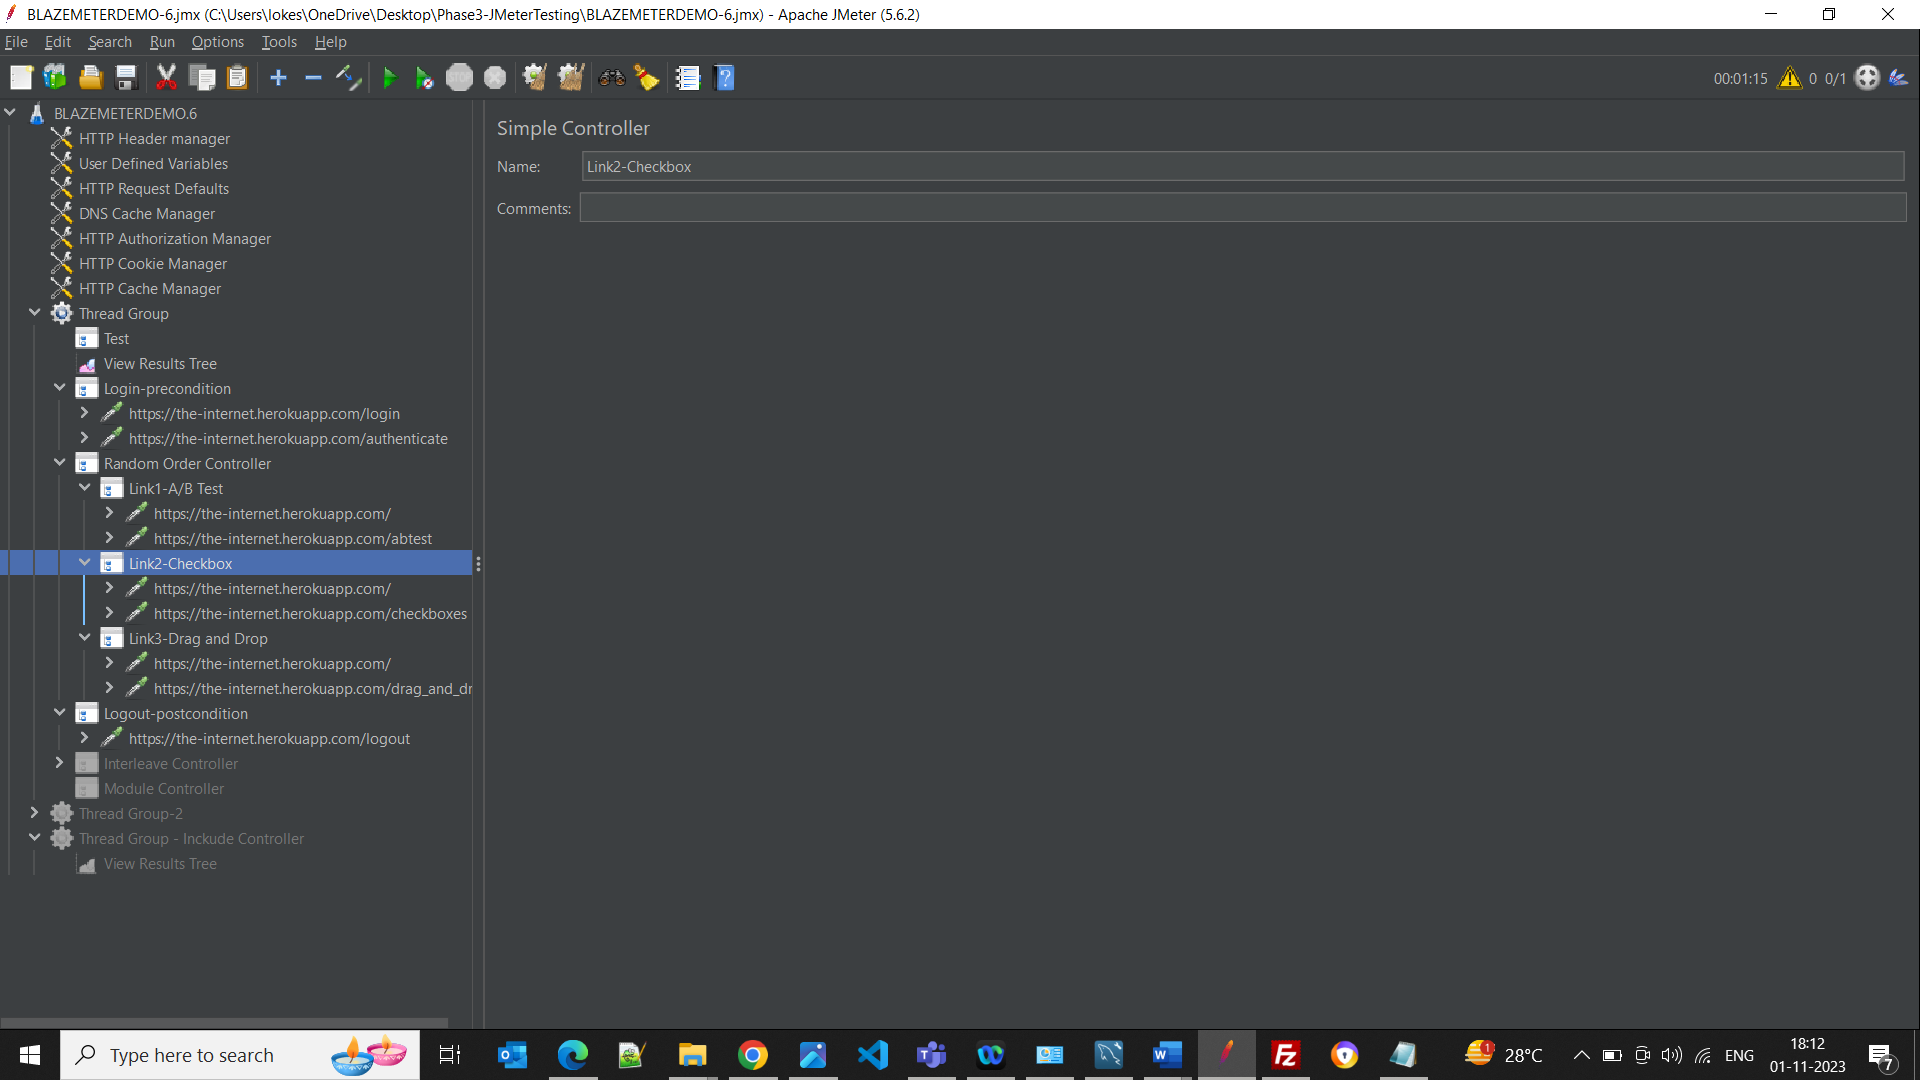 BLAZEMETERDEMO-6.jmx (C:\Users\lokes\OneDrive\Desktop\Phase3-JMeterTesting\BLAZEMETERDEMO-6.jmx) - Apache JMeter (5.6.2)
File Edit Search Run Options Tools Help
STOP
00:01:15 0 0/1
BLAZEMETERDEMO.6
HTTP Header manager
User Defined Variables
HTTP Request Defaults
DNS Cache Manager
HTTP Authorization Manager
HTTP Cookie Manager
HTTP Cache Manager
Thread Group
Test
View Results Tree
Login-precondition
https://the-internet.herokuapp.com/login
https://the-internet.herokuapp.com/authenticate
Random Order Controller
Link1-A/B Test
https://the-internet.herokuapp.com/
https://the-internet.herokuapp.com/abtest
Link2-Checkbox
https://the-internet.herokuapp.com/
https://the-internet.herokuapp.com/checkboxes
Link3-Drag and Drop
https://the-internet.herokuapp.com/
https://the-internet.herokuapp.com/drag_and_dr
Logout-postcondition
https://the-internet.herokuapp.com/logout
Interleave Controller
Module Controller
Thread Group-2
Thread Group - Inckude Controller
View Results Tree
Simple Controller
Name: Link2-Checkbox
Comments:
Type here to search
1
28°C
ENG
18:12
01-11-2023
7